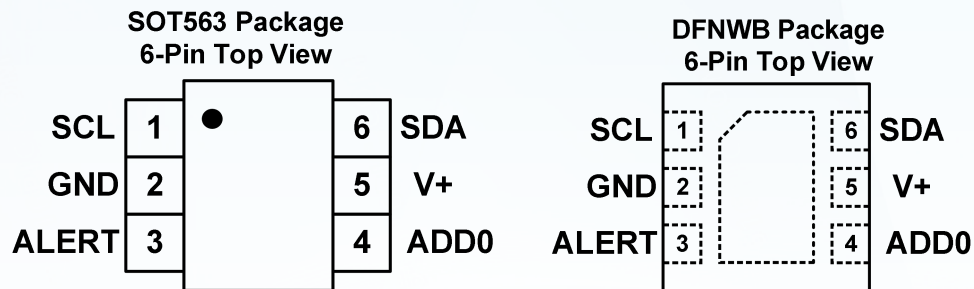 SOT563 Package
6-Pin Top View
SCL 1 6 SDA
GND 2 5 V+
ALERT 3 4 ADD0
DFNWB Package
6-Pin Top View
SCL 1 6 SDA
GND 2 5 V+
ALERT 3 4 ADD0